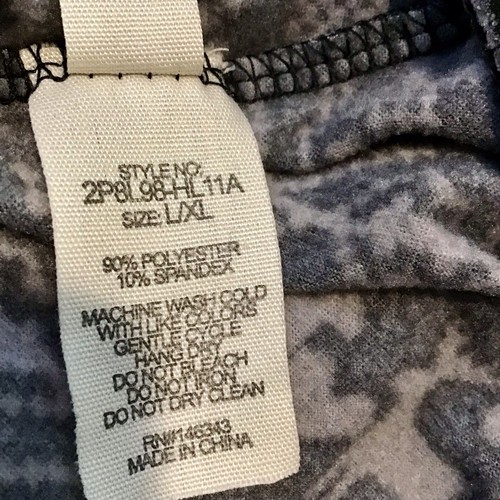 STYLE NO.
2P8L98-HL11A
SIZE: L/XL
90% POLYESTER
10% SPANDEX
MACHINE WASH COLD
WITH LIKE COLORS
GENTLE CYCLE
HANG DRY
DO NOT BLEACH
DO NOT IRON
DO NOT DRY CLEAN
RN#146343
MADE IN CHINA